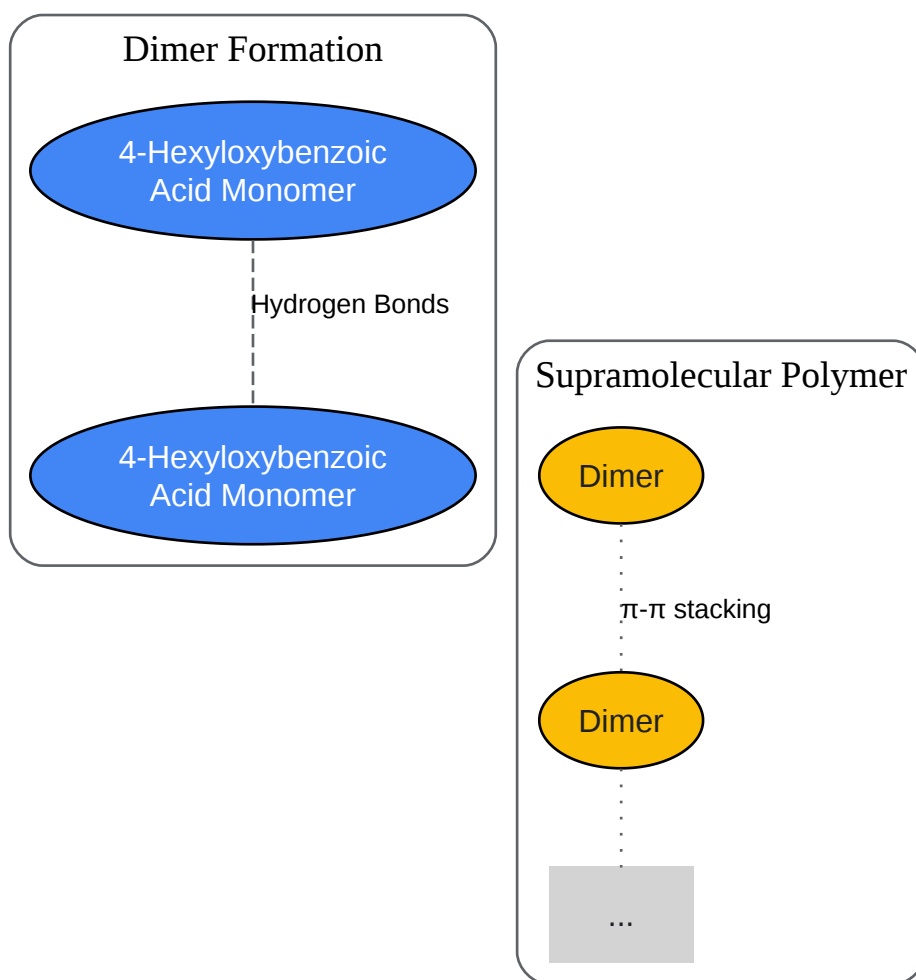 Dimer Formation
4-Hexyloxybenzoic
Acid Monomer
Hydrogen Bonds
4-Hexyloxybenzoic
Acid Monomer
Supramolecular Polymer
Dimer
π-π stacking
Dimer
...